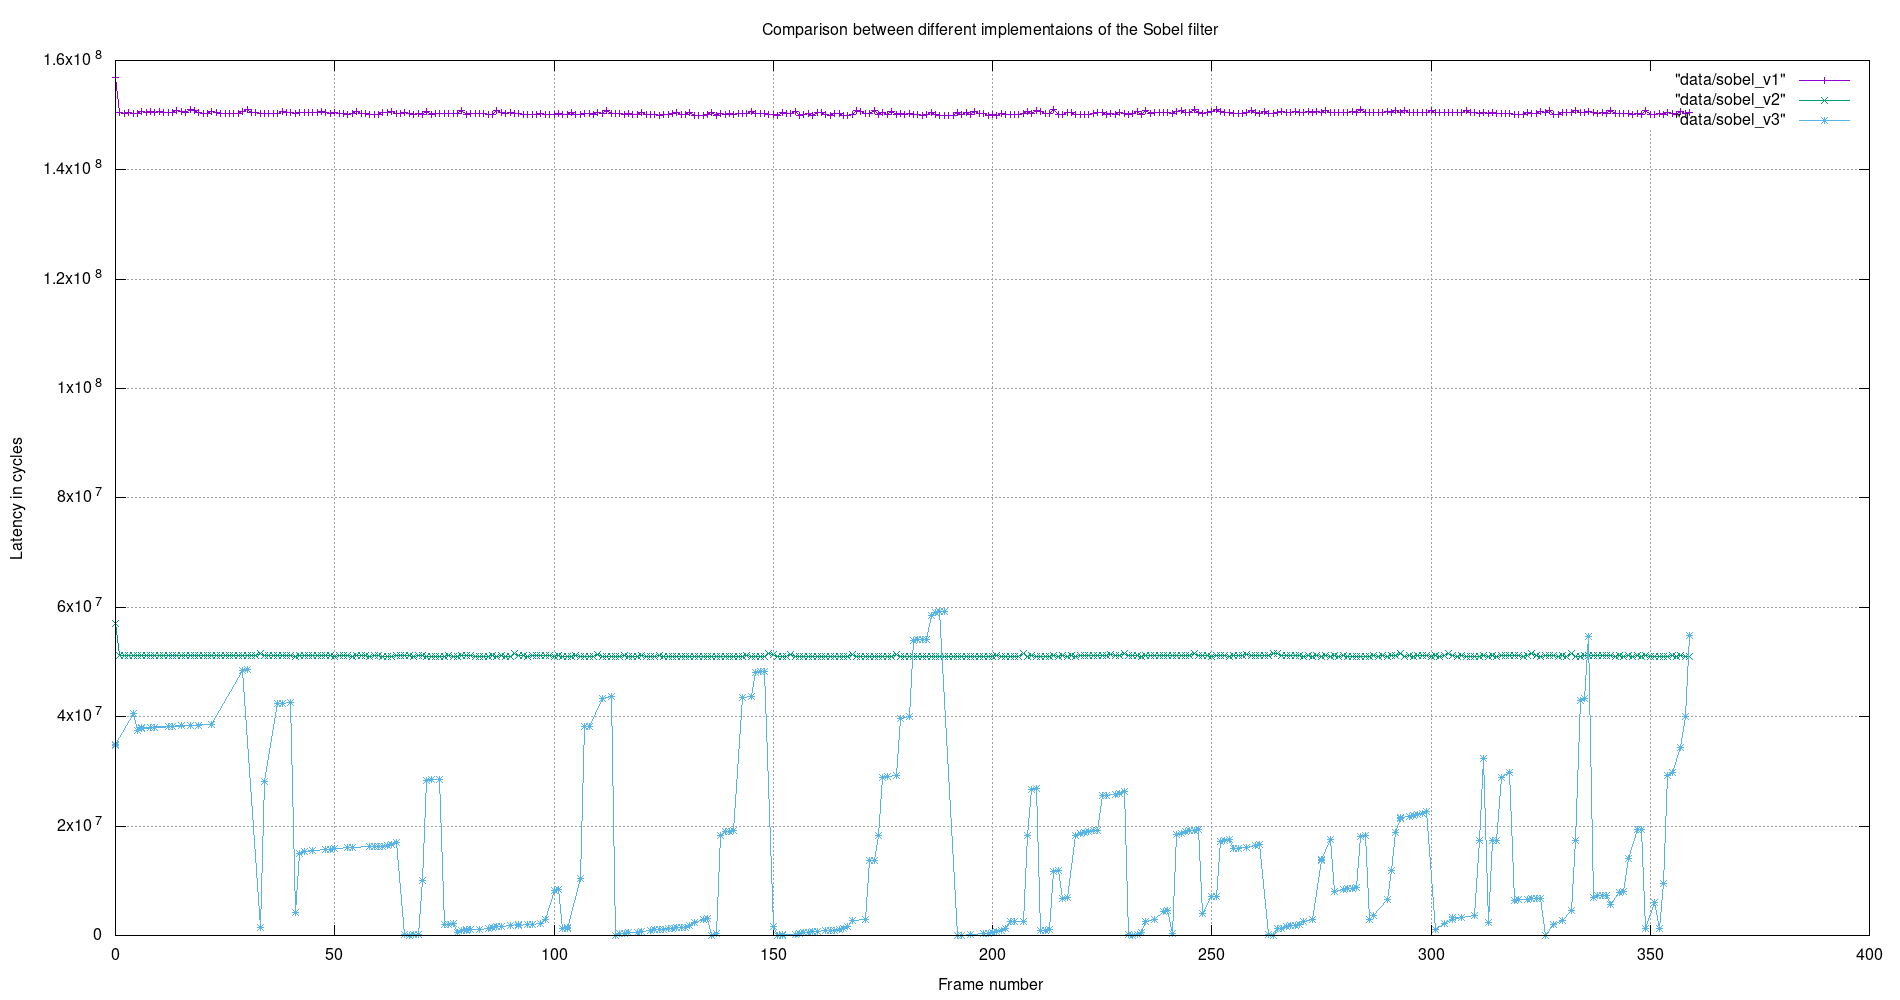 Comparison between different implementaions of the Sobel filter
1.6x10 8
1.4x10 8
1.2x10 8
1x10 8
8x10 7
6x10 7
4x10 7
2x10 7
0
Latency in cycles
"data/sobel_v1"
"data/sobel_v2"
"data/sobel_v3"
0 50 100 150 200 250 300 350 400
Frame number